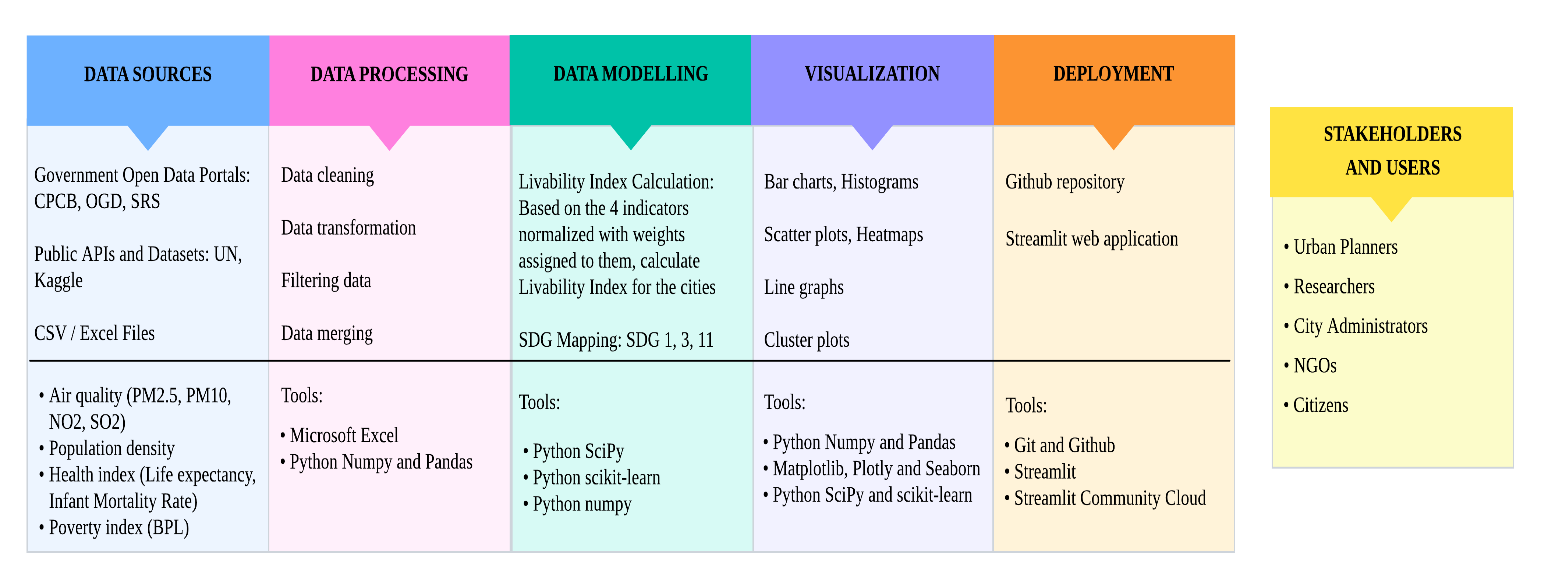 DATA SOURCES
Government Open Data Portals:
CPCB, OGD, SRS
Public APIs and Datasets: UN,
Kaggle
CSV / Excel Files
• Air quality (PM2.5, PM10,
NO2, SO2)
• Population density
• Health index (Life expectancy,
Infant Mortality Rate)
• Poverty index (BPL)
DATA PROCESSING
Data cleaning
Data transformation
Filtering data
Data merging
Tools:
• Microsoft Excel
• Python Numpy and Pandas
DATA MODELLING
Livability Index Calculation:
Based on the 4 indicators
normalized with weights
assigned to them, calculate
Livability Index for the cities
SDG Mapping: SDG 1, 3, 11
Tools:
• Python SciPy
• Python scikit-learn
• Python numpy
VISUALIZATION
Bar charts, Histograms
Scatter plots, Heatmaps
Line graphs
Cluster plots
Tools:
• Python Numpy and Pandas
• Matplotlib, Plotly and Seaborn
• Python SciPy and scikit-learn
DEPLOYMENT
Github repository
Streamlit web application
Tools:
• Git and Github
• Streamlit
• Streamlit Community Cloud
STAKEHOLDERS
AND USERS
• Urban Planners
• Researchers
• City Administrators
• NGOs
• Citizens